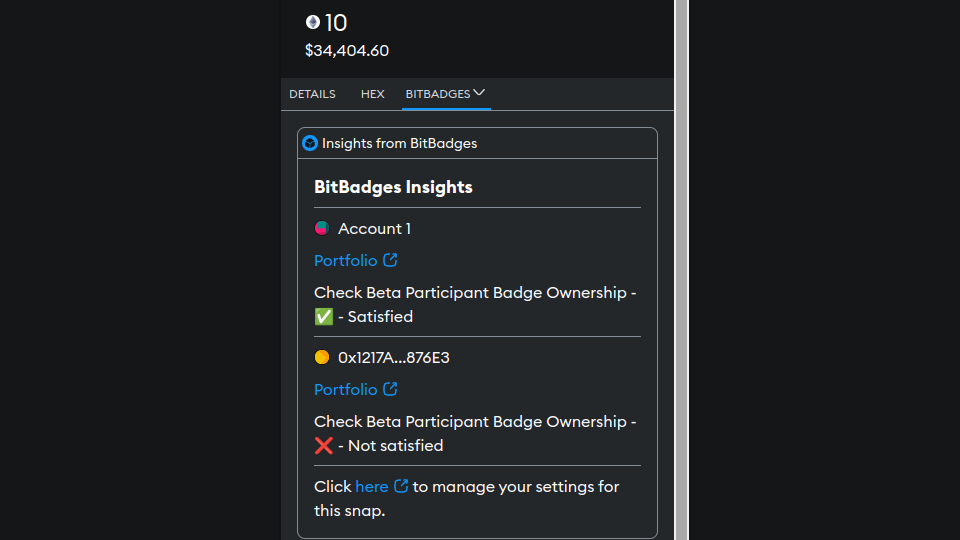 10
$34,404.60
DETAILS HEX BITBADGES
Insights from BitBadges
BitBadges Insights
Account 1
Portfolio
Check Beta Participant Badge Ownership -
✅ - Satisfied
0x1217A...876E3
Portfolio
Check Beta Participant Badge Ownership -
❌ - Not satisfied
Click here to manage your settings for
this snap.